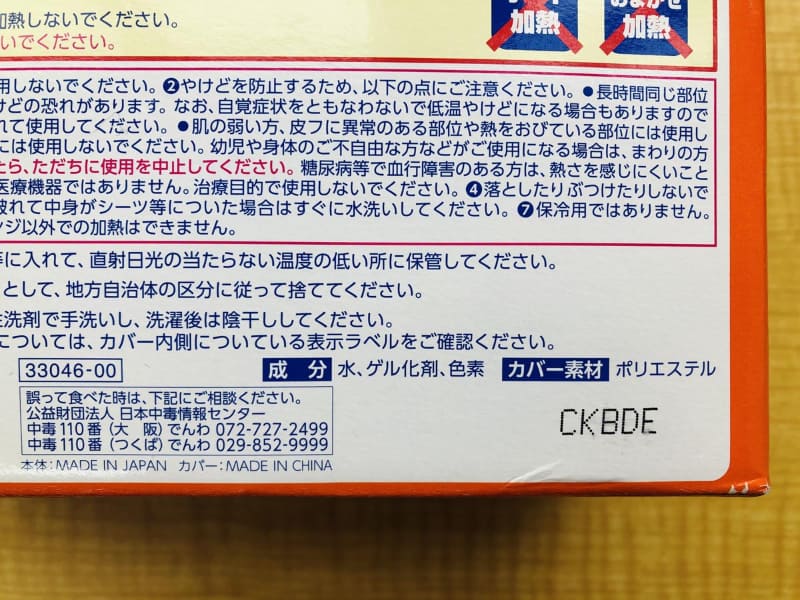 加熱しないでください。
いでください。
加熱
おまかせ
加熱
用しないでください。❷やけどを防止するため、以下の点にご注意ください。●長時間同じ部位
けどの恐れがあります。なお、自覚症状をともなわないで低温やけどになる場合もありますので
れて使用してください。●肌の弱い方、皮フに異常のある部位や熱をおびている部位には使用し
には使用しないでください。幼児や身体のご不自由な方などがご使用になる場合は、まわりの方
たら、ただちに使用を中止してください。糖尿病等で血行障害のある方は、熱さを感じにくいこと
医療機器ではありません。治療目的で使用しないでください。❹落としたりぶつけたりしないで
破れて中身がシーツ等についた場合はすぐに水洗いしてください。❼保冷用ではありません。
ンジ以外での加熱はできません。
等に入れて、直射日光の当たらない温度の低い所に保管してください。
として、地方自治体の区分に従って捨ててください。
性洗剤で手洗いし、洗濯後は陰干ししてください。
については、カバー内側についている表示ラベルをご確認ください。
33046-00 成 分 水、ゲル化剤、色素 カバー素材 ポリエステル
誤って食べた時は、下記にご相談ください。
公益財団法人 日本中毒情報センター
中毒110番(大 阪)でんわ 072-727-2499
中毒110番(つくば)でんわ 029-852-9999
CKBDE
本体:MADE IN JAPAN カバー:MADE IN CHINA